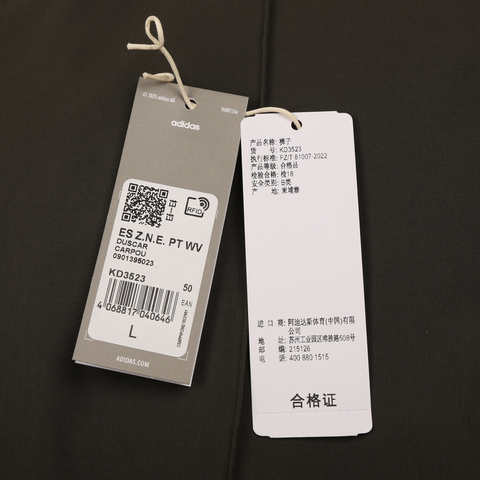 adidas
RFID
ES Z.N.E. PT WV
DUSCAR
CARPOU
0901395023
KD3523
50
EAN
4 068817 040646
L
ADIDAS.COM
产品名称: 裤子
货 号: KD3523
执行标准: FZ/T 81007-2022
产品等级: 合格品
检验合格: 检18
安全类别: B类
产 地: 柬埔寨
进 口 商: 阿迪达斯体育(中国)有限
公司
地 址: 苏州工业园区唯胜路508号
邮 编: 215126
电 话: 400 880 1515
合格证